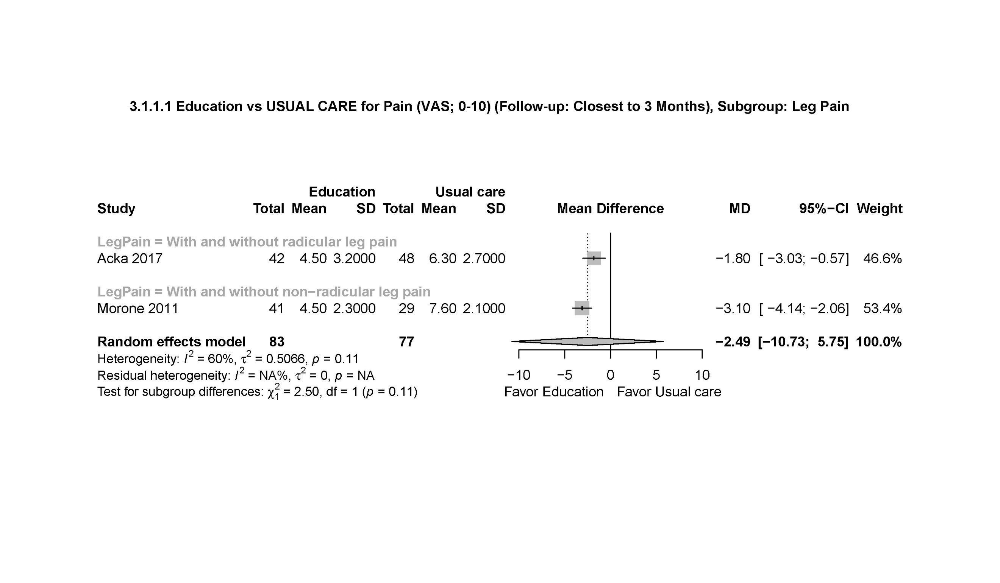 3.1.1.1 Education vs USUAL CARE for Pain (VAS; 0-10) (Follow-up: Closest to 3 Months), Subgroup: Leg Pain
Education Usual care
Study Total Mean SD Total Mean SD Mean Difference MD 95%−CI Weight
LegPain = With and without radicular leg pain
Acka 2017 42 4.50 3.2000 48 6.30 2.7000 −1.80 [ −3.03; −0.57] 46.6%
LegPain = With and without non−radicular leg pain
Morone 2011 41 4.50 2.3000 29 7.60 2.1000 −3.10 [ −4.14; −2.06] 53.4%
Random effects model 83 77 −2.49 [−10.73; 5.75] 100.0%
Heterogeneity: I² = 60%, τ² = 0.5066, p = 0.11
Residual heterogeneity: I² = NA%, τ² = 0, p = NA
−10 −5 0 5 10
Test for subgroup differences: χ₁² = 2.50, df = 1 (p = 0.11)
Favor Education Favor Usual care